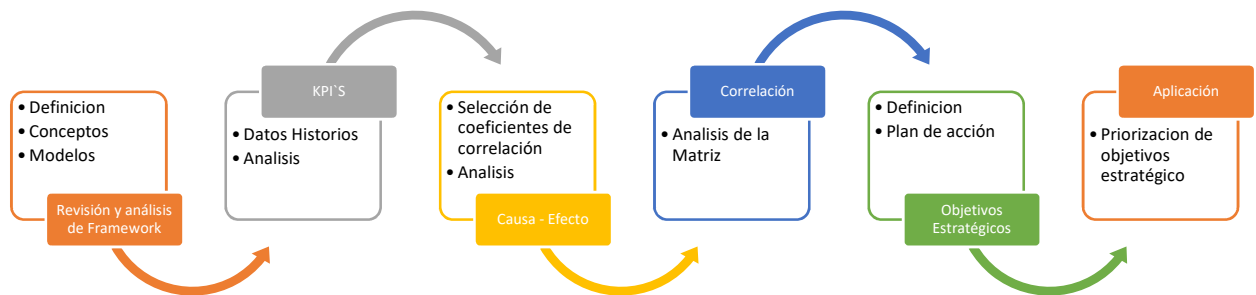 • Definicion
• Conceptos
• Modelos
Revisión y análisis
de Framework
KPI`S
• Datos Historios
• Analisis
• Selección de
coeficientes de
correlación
• Analisis
Causa - Efecto
Correlación
• Analisis de la
Matriz
• Definicion
• Plan de acción
Objetivos
Estratégicos
Aplicación
• Priorizacion de
objetivos
estratégico